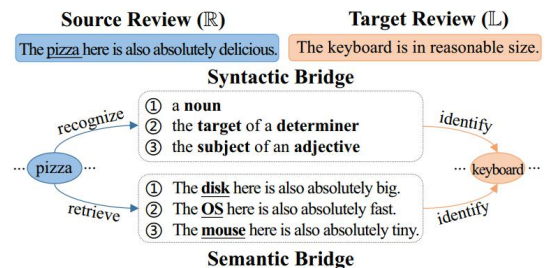 Source Review (ℝ)
Target Review (𝕃)
The pizza here is also absolutely delicious.
The keyboard is in reasonable size.
Syntactic Bridge
recognize
① a noun
② the target of a determiner
③ the subject of an adjective
identify
... pizza ...
... keyboard ...
retrieve
① The disk here is also absolutely big.
② The OS here is also absolutely fast.
③ The mouse here is also absolutely tiny.
identify
Semantic Bridge